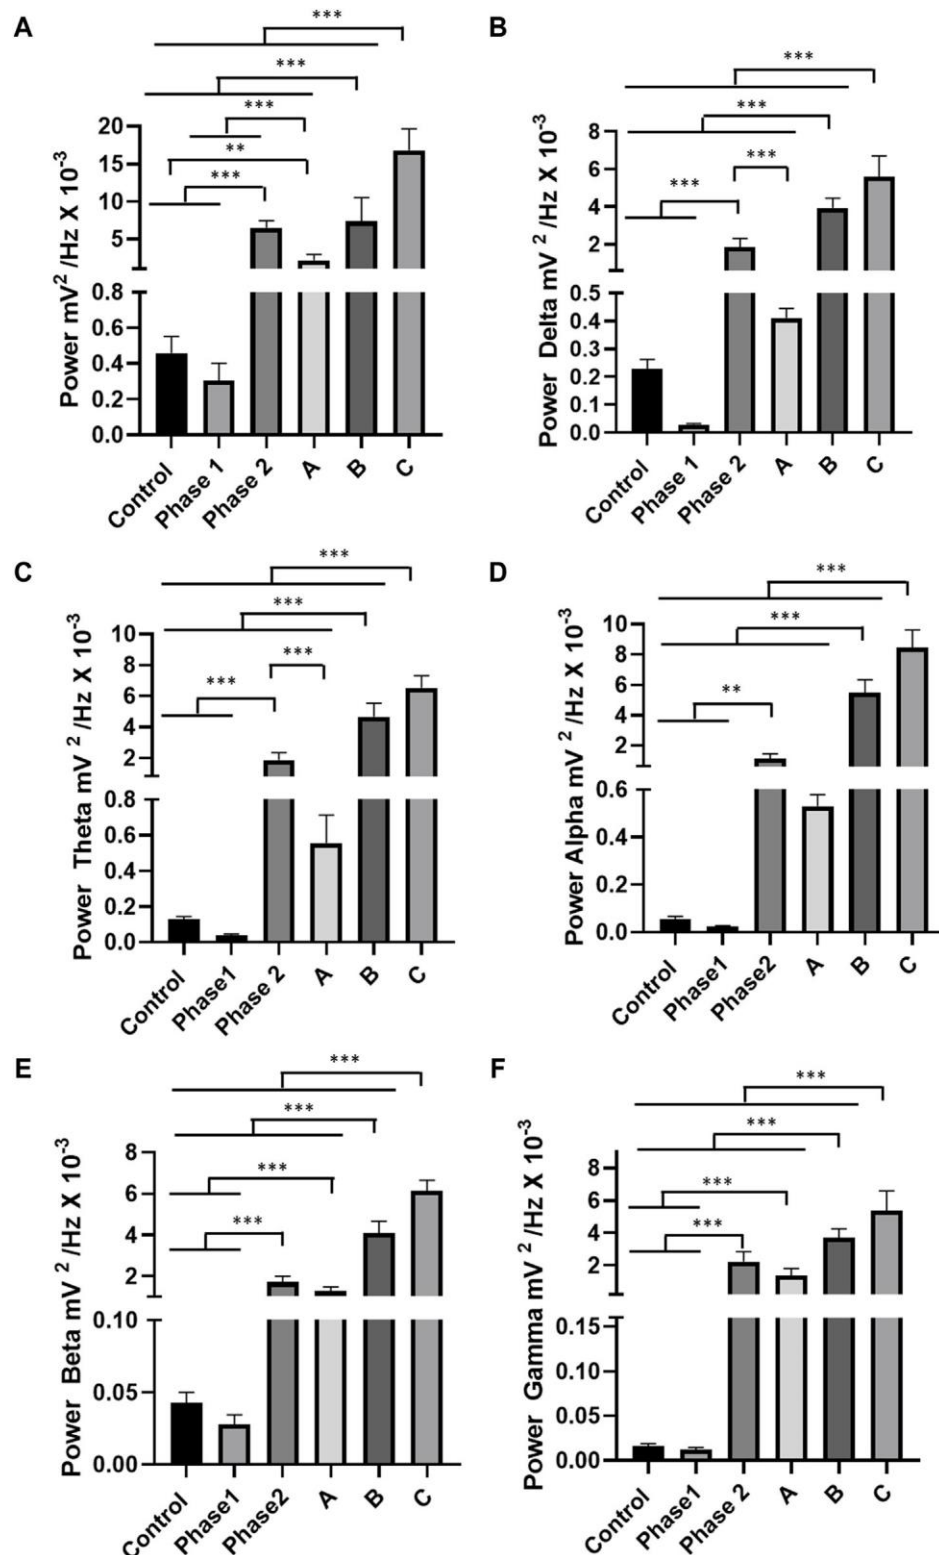 A
Power mV² /Hz X 10⁻³
***
***
***
**
***
20
15
10
5
0.8
0.6
0.4
0.2
0.0
Control
Phase 1
Phase 2
A
B
C
B
Power Delta mV ² /Hz X 10⁻³
***
***
***
***
8
6
4
2
0.5
0.4
0.3
0.2
0.1
0.0
Control
Phase 1
Phase 2
A
B
C
C
Power Theta mV ² /Hz X 10⁻³
***
***
***
***
10
8
6
4
2
0.8
0.6
0.4
0.2
0.0
Control
Phase1
Phase 2
A
B
C
D
Power Alpha mV ² /Hz X 10⁻³
***
***
**
10
8
6
4
2
0.6
0.4
0.2
0.0
Control
Phase1
Phase2
A
B
C
E
Power Beta mV ² /Hz X 10⁻³
***
***
***
***
8
6
4
2
0.10
0.05
0.00
Control
Phase1
Phase2
A
B
C
F
Power Gamma mV ² /Hz X 10⁻³
***
***
***
***
8
6
4
2
0.15
0.10
0.05
0.00
Control
Phase1
Phase 2
A
B
C